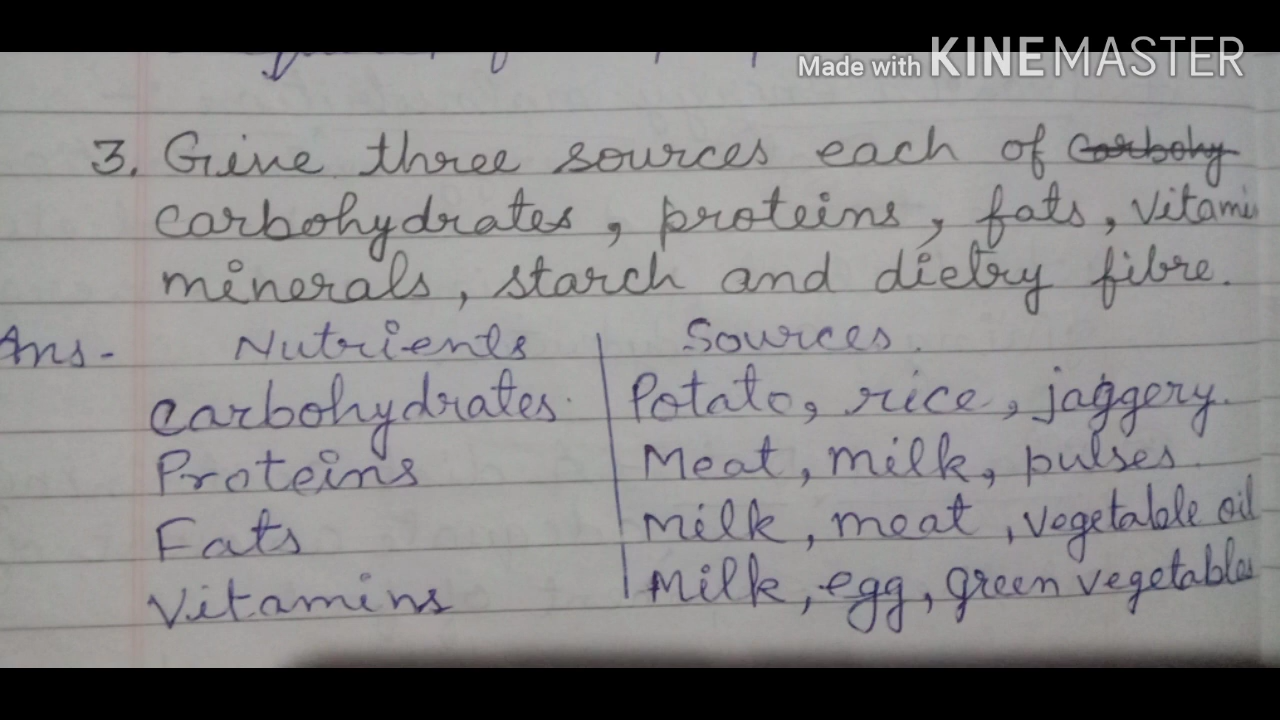 Made with KINEMASTER
3. Give three sources each of carbohy
carbohydrates, proteins, fats, vitami
minerals, starch and dietry fibre.
Ans- Nutrients Sources.
carbohydrates. Potato, rice, jaggery.
Proteins Meat, milk, pulses.
Fats Milk, meat, vegetable oil
Vitamins Milk, egg, green vegetables